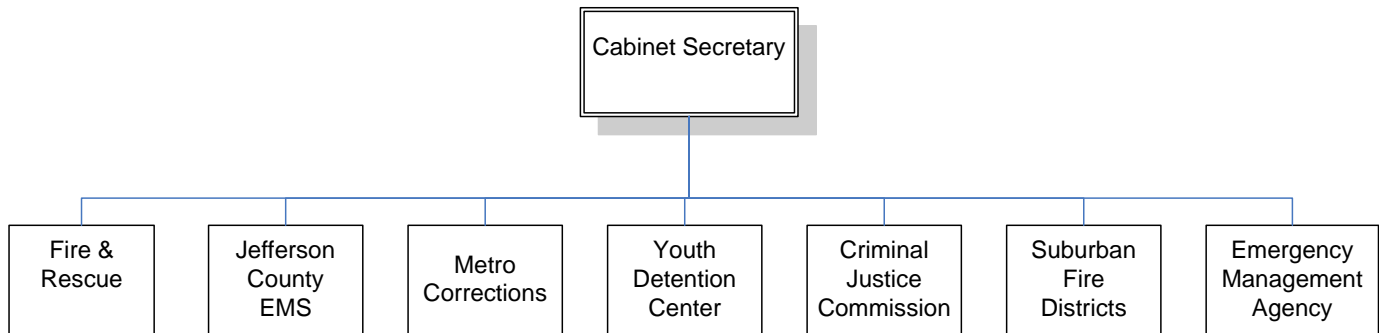 Cabinet Secretary
Fire &
Rescue
Jefferson
County
EMS
Metro
Corrections
Youth
Detention
Center
Criminal
Justice
Commission
Suburban
Fire
Districts
Emergency
Management
Agency